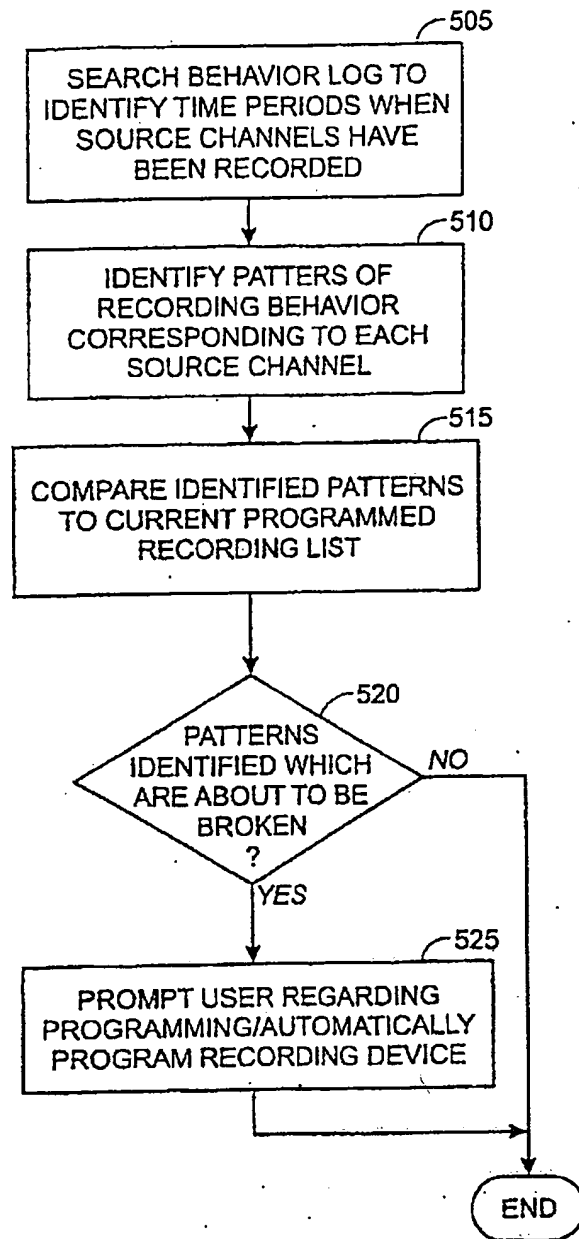 505
SEARCH BEHAVIOR LOG TO
IDENTIFY TIME PERIODS WHEN
SOURCE CHANNELS HAVE
BEEN RECORDED
510
IDENTIFY PATTERS OF
RECORDING BEHAVIOR
CORRESPONDING TO EACH
SOURCE CHANNEL
515
COMPARE IDENTIFIED PATTERNS
TO CURRENT PROGRAMMED
RECORDING LIST
520
PATTERNS
IDENTIFIED WHICH
ARE ABOUT TO BE
BROKEN
?
NO
YES
525
PROMPT USER REGARDING
PROGRAMMING/AUTOMATICALLY
PROGRAM RECORDING DEVICE
END